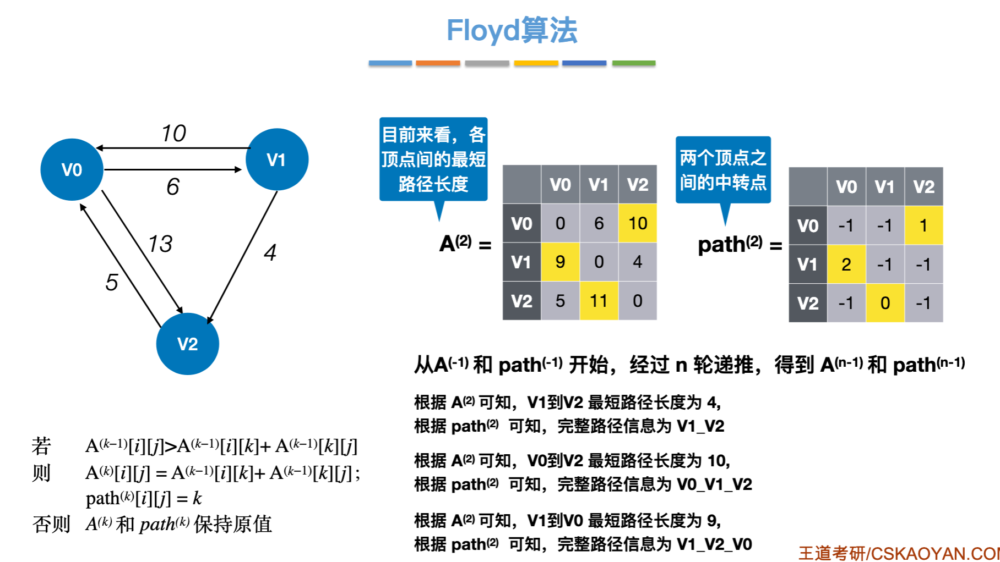 Floyd算法
10
V0
V1
6
13
4
5
V2
目前来看，各
顶点间的最短
路径长度
A(2) =
V0 V1 V2
V0 0 6 10
V1 9 0 4
V2 5 11 0
两个顶点之
间的中转点
path(2) =
V0 V1 V2
V0 -1 -1 1
V1 2 -1 -1
V2 -1 0 -1
从A(-1) 和 path(-1) 开始，经过 n 轮递推，得到 A(n-1) 和 path(n-1)
根据 A(2) 可知，V1到V2 最短路径长度为 4,
根据 path(2) 可知，完整路径信息为 V1_V2
根据 A(2) 可知，V0到V2 最短路径长度为 10,
根据 path(2) 可知，完整路径信息为 V0_V1_V2
根据 A(2) 可知，V1到V0 最短路径长度为 9,
根据 path(2) 可知，完整路径信息为 V1_V2_V0
若 A(k−1)[i][j]>A(k−1)[i][k]+ A(k−1)[k][j]
则 A(k)[i][j] = A(k−1)[i][k]+ A(k−1)[k][j];
path(k)[i][j] = k
否则 A(k) 和 path(k) 保持原值
王道考研/CSKAOYAN.COM